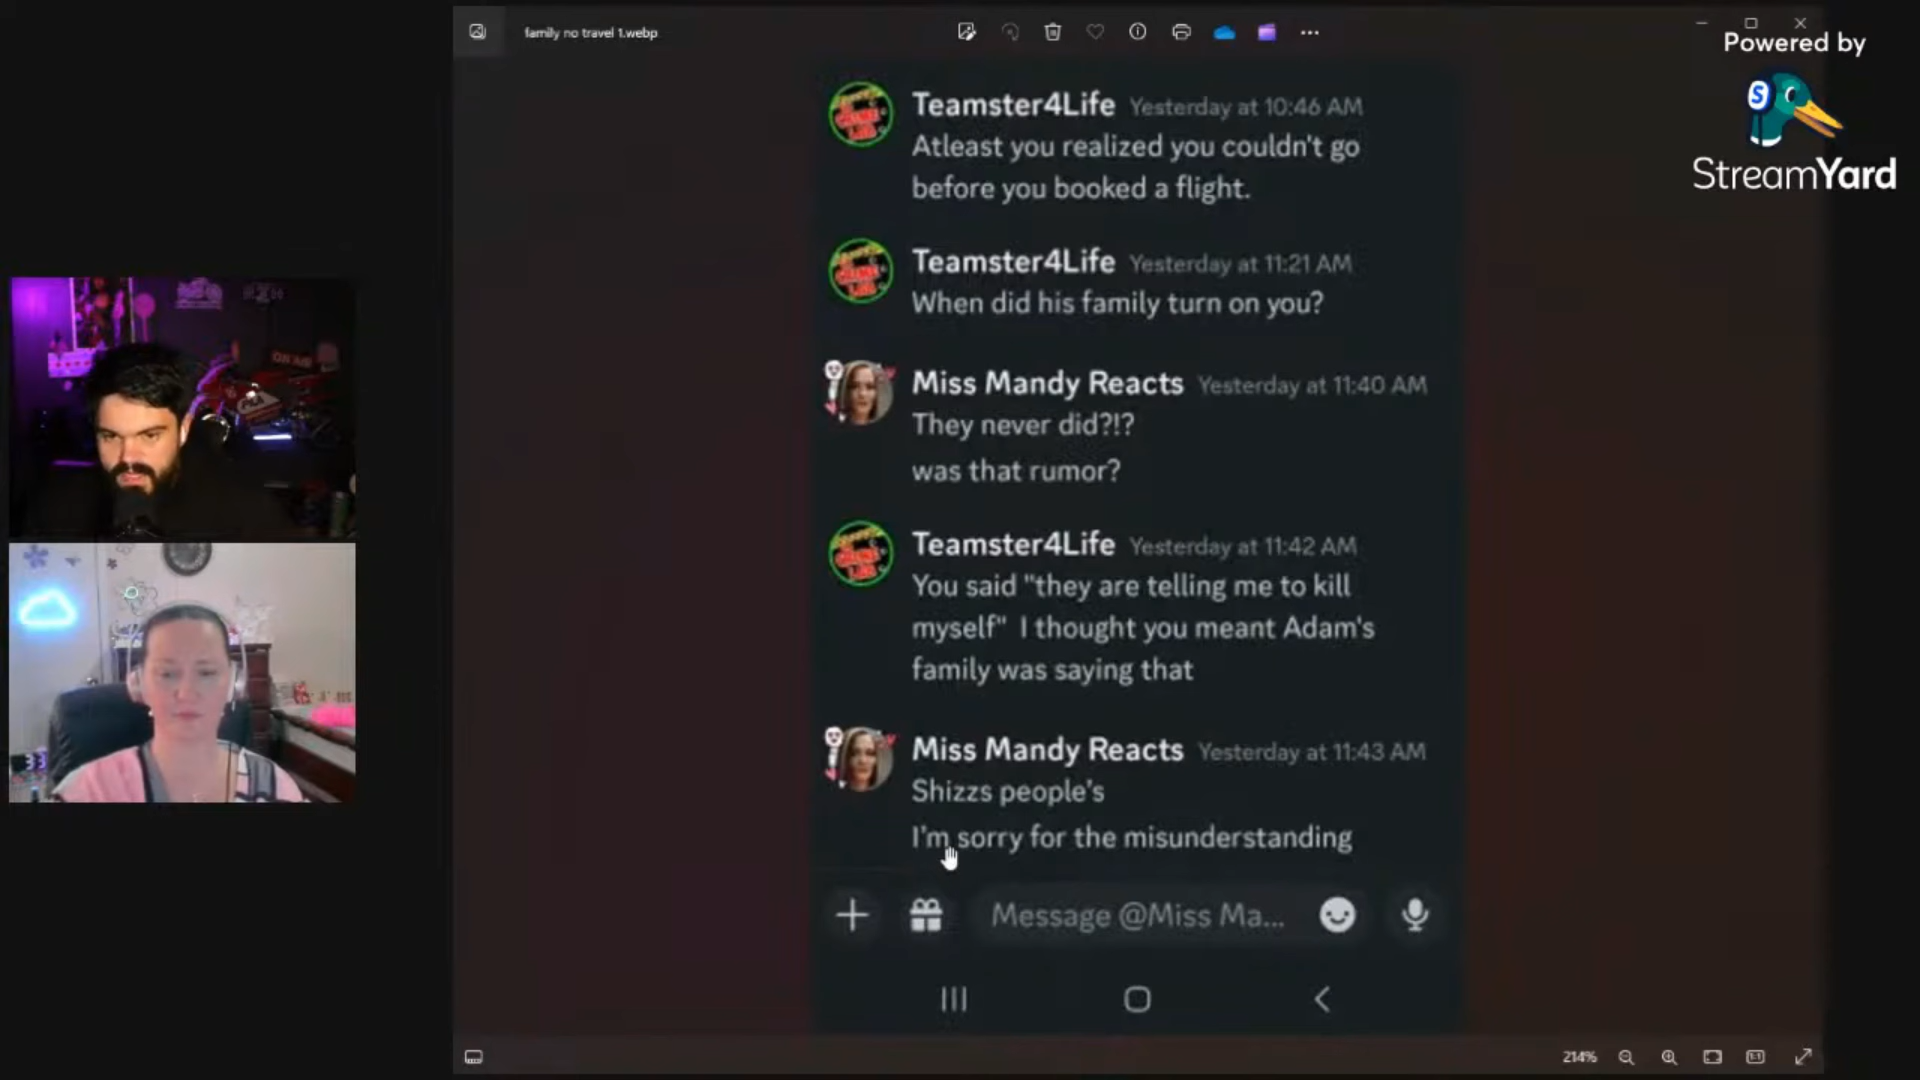 family no travel 1.webp
Powered by
StreamYard
Teamster4Life Yesterday at 10:46 AM
Atleast you realized you couldn't go
before you booked a flight.
Teamster4Life Yesterday at 11:21 AM
When did his family turn on you?
Miss Mandy Reacts Yesterday at 11:40 AM
They never did?!?
was that rumor?
Teamster4Life Yesterday at 11:42 AM
You said "they are telling me to kill
myself" I thought you meant Adam's
family was saying that
Miss Mandy Reacts Yesterday at 11:43 AM
Shizzs people's
I'm sorry for the misunderstanding
Message @Miss Ma...
214%